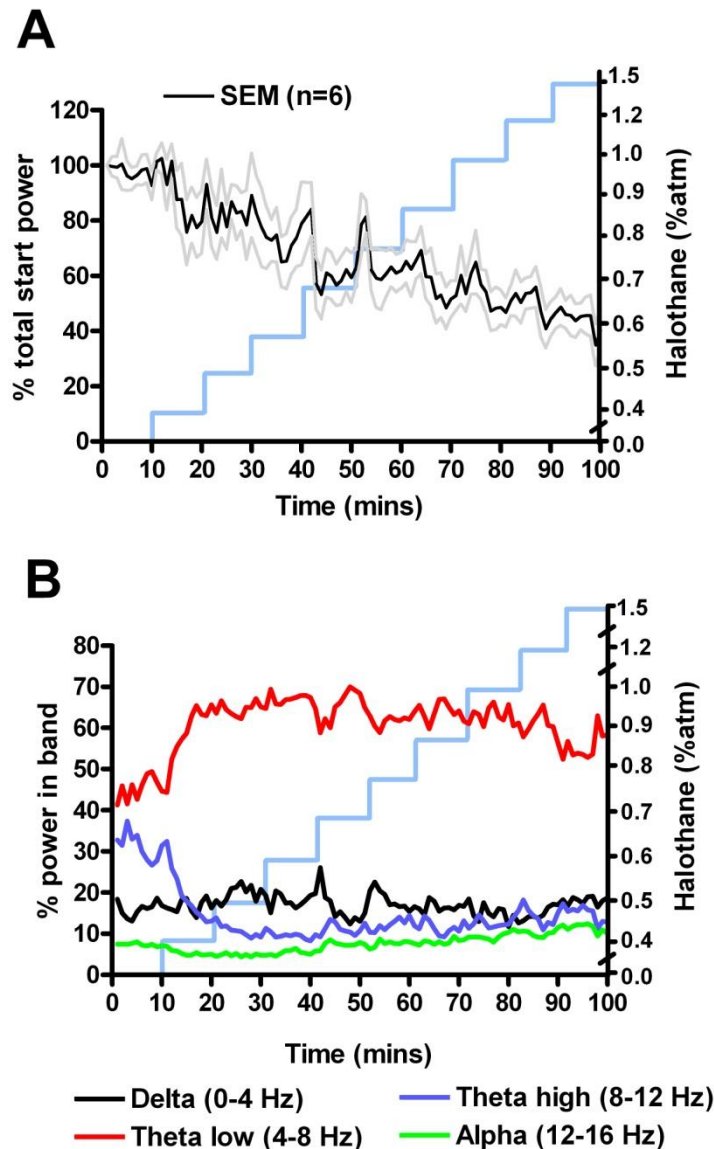 A
SEM (n=6)
% total start power
120
100
80
60
40
20
0
1.5
1.2
1.0
0.9
0.8
0.7
0.6
0.5
0.4
0.0
Halothane (%atm)
0 10 20 30 40 50 60 70 80 90 100
Time (mins)
B
% power in band
80
70
60
50
40
30
20
10
0
1.5
1.2
1.0
0.9
0.8
0.7
0.6
0.5
0.4
0.0
Halothane (%atm)
0 10 20 30 40 50 60 70 80 90 100
Time (mins)
Delta (0-4 Hz) Theta high (8-12 Hz)
Theta low (4-8 Hz) Alpha (12-16 Hz)